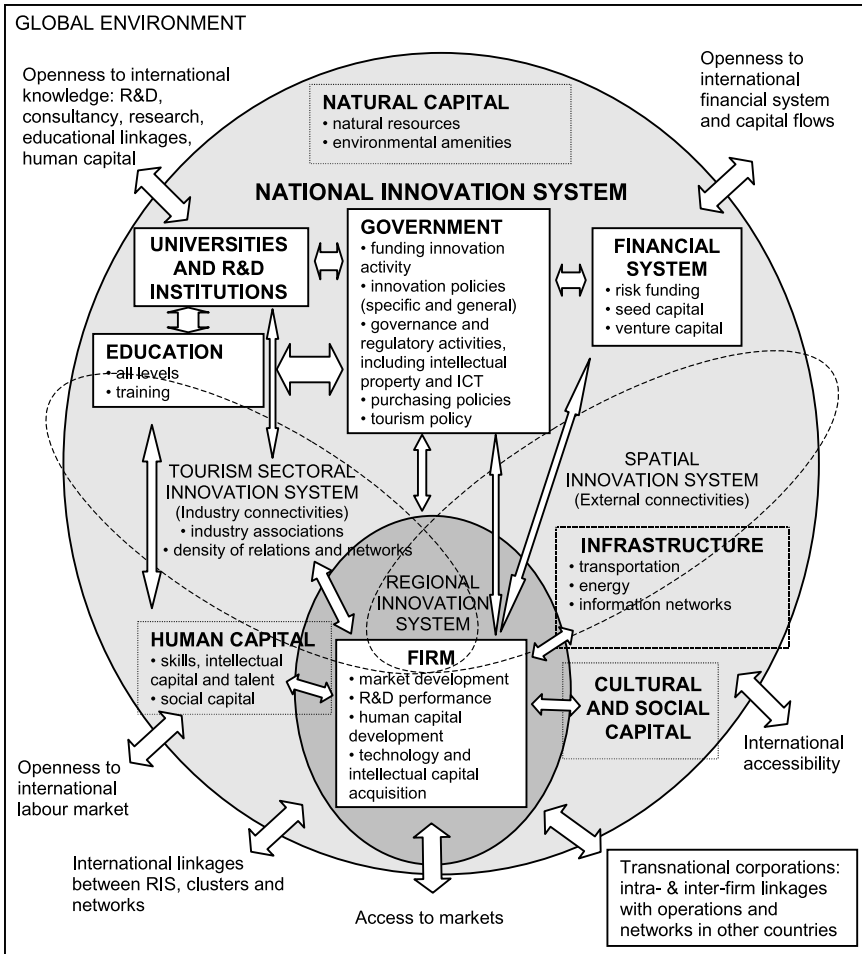 GLOBAL ENVIRONMENT
Openness to international
knowledge: R&D,
consultancy, research,
educational linkages,
human capital
NATURAL CAPITAL
• natural resources
• environmental amenities
Openness to
international
financial system
and capital flows
NATIONAL INNOVATION SYSTEM
UNIVERSITIES
AND R&D
INSTITUTIONS
GOVERNMENT
• funding innovation
activity
• innovation policies
(specific and general)
• governance and
regulatory activities,
including intellectual
property and ICT
• purchasing policies
• tourism policy
FINANCIAL
SYSTEM
• risk funding
• seed capital
• venture capital
EDUCATION
• all levels
• training
TOURISM SECTORAL
INNOVATION SYSTEM
(Industry connectivities)
• industry associations
• density of relations and networks
SPATIAL
INNOVATION SYSTEM
(External connectivities)
INFRASTRUCTURE
• transportation
• energy
• information networks
REGIONAL
INNOVATION
SYSTEM
HUMAN CAPITAL
• skills, intellectual
capital and talent
• social capital
FIRM
• market development
• R&D performance
• human capital
development
• technology and
intellectual capital
acquisition
CULTURAL
AND SOCIAL
CAPITAL
Openness to
international
labour market
International
accessibility
International linkages
between RIS, clusters and
networks
Access to markets
Transnational corporations:
intra- & inter-firm linkages
with operations and
networks in other countries